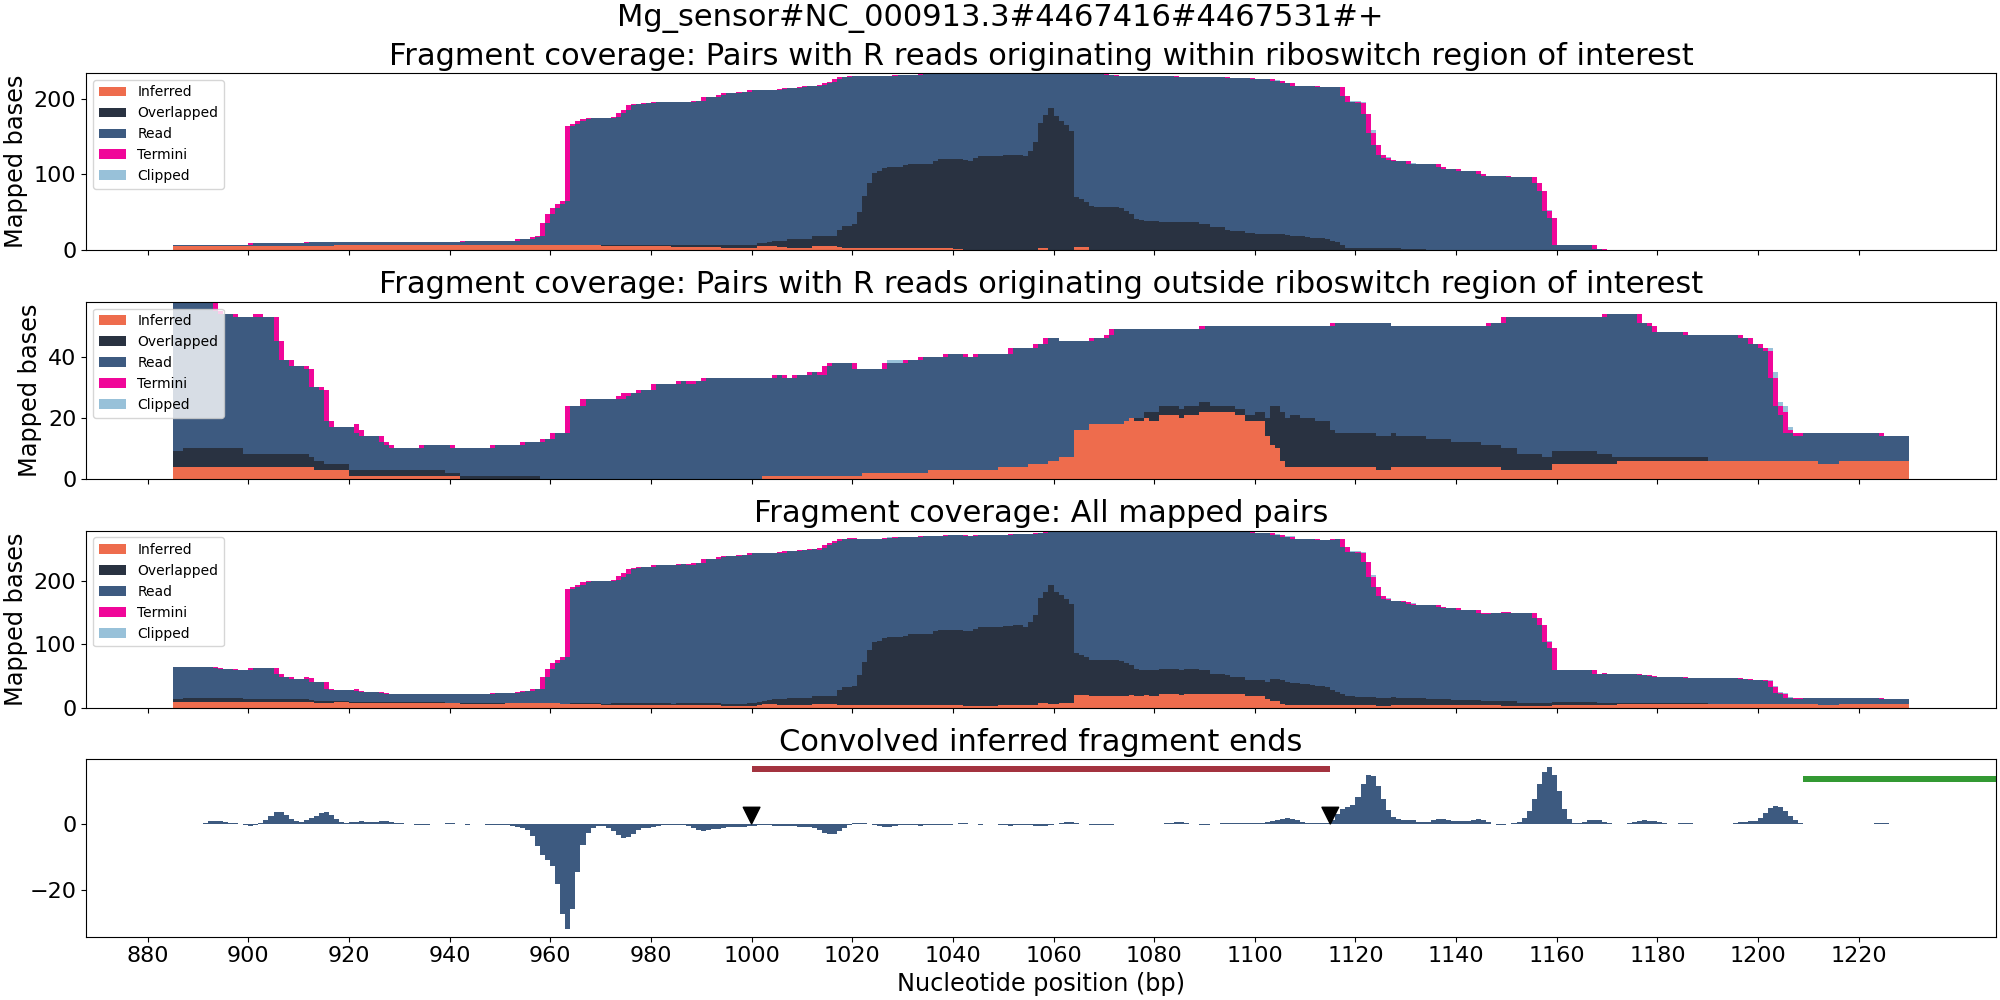 Mg_sensor#NC_000913.3#4467416#4467531#+
Fragment coverage: Pairs with R reads originating within riboswitch region of interest
Mapped bases
200
100
0
Inferred
Overlapped
Read
Termini
Clipped
Fragment coverage: Pairs with R reads originating outside riboswitch region of interest
Mapped bases
40
20
0
Inferred
Overlapped
Read
Termini
Clipped
Fragment coverage: All mapped pairs
Mapped bases
200
100
0
Inferred
Overlapped
Read
Termini
Clipped
Convolved inferred fragment ends
0
−20
880 900 920 940 960 980 1000 1020 1040 1060 1080 1100 1120 1140 1160 1180 1200 1220
Nucleotide position (bp)